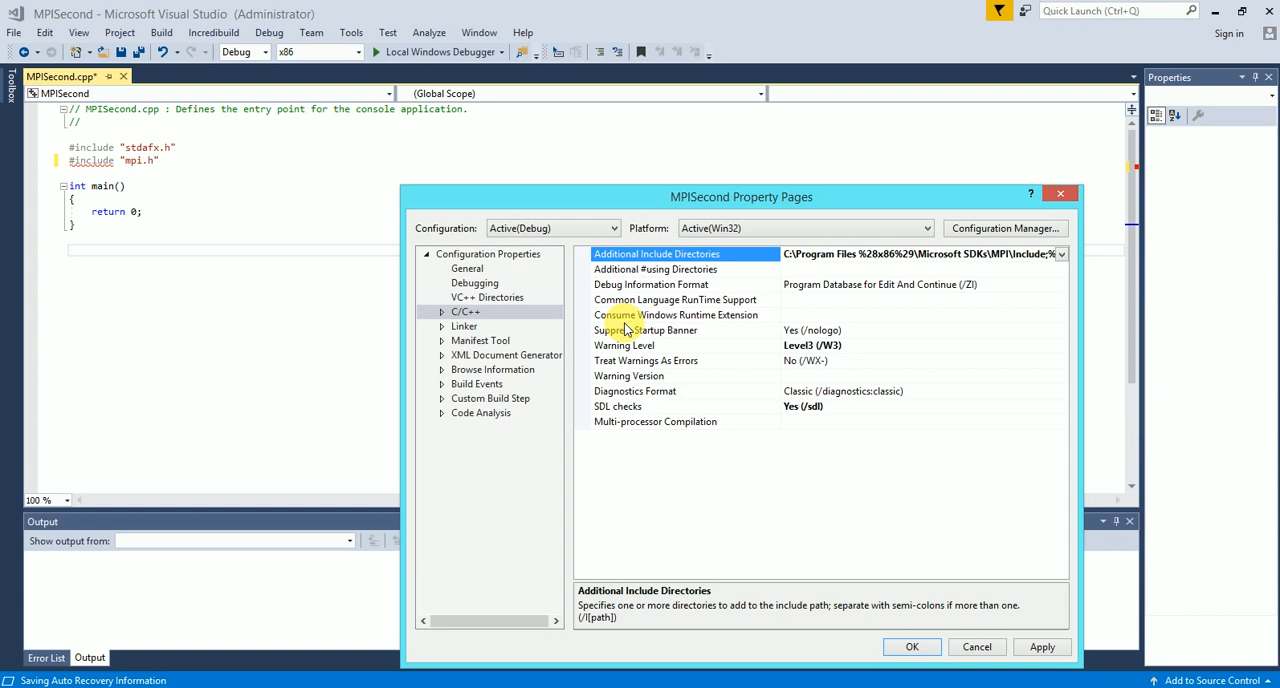 MPISecond - Microsoft Visual Studio (Administrator)
Quick Launch (Ctrl+Q)
File Edit View Project Build Incredibuild Debug Team Tools Test Analyze Window Help
Sign in
Debug x86 Local Windows Debugger
Toolbox
MPISecond.cpp*
Properties
MPISecond (Global Scope)
// MPISecond.cpp : Defines the entry point for the console application.
//
#include "stdafx.h"
#include "mpi.h"
int main()
{
return 0;
}
100 %
Output
Show output from:
Error List Output
Saving Auto Recovery Information
Add to Source Control
MPISecond Property Pages
Configuration: Active(Debug) Platform: Active(Win32) Configuration Manager...
Configuration Properties
General
Debugging
VC++ Directories
C/C++
Linker
Manifest Tool
XML Document Generator
Browse Information
Build Events
Custom Build Step
Code Analysis
Additional Include Directories C:\Program Files %28x86%29\Microsoft SDKs\MPI\Include;%
Additional #using Directories
Debug Information Format Program Database for Edit And Continue (/ZI)
Common Language RunTime Support
Consume Windows Runtime Extension
Suppress Startup Banner Yes (/nologo)
Warning Level Level3 (/W3)
Treat Warnings As Errors No (/WX-)
Warning Version
Diagnostics Format Classic (/diagnostics:classic)
SDL checks Yes (/sdl)
Multi-processor Compilation
Additional Include Directories
Specifies one or more directories to add to the include path; separate with semi-colons if more than one.
(/I[path])
OK Cancel Apply